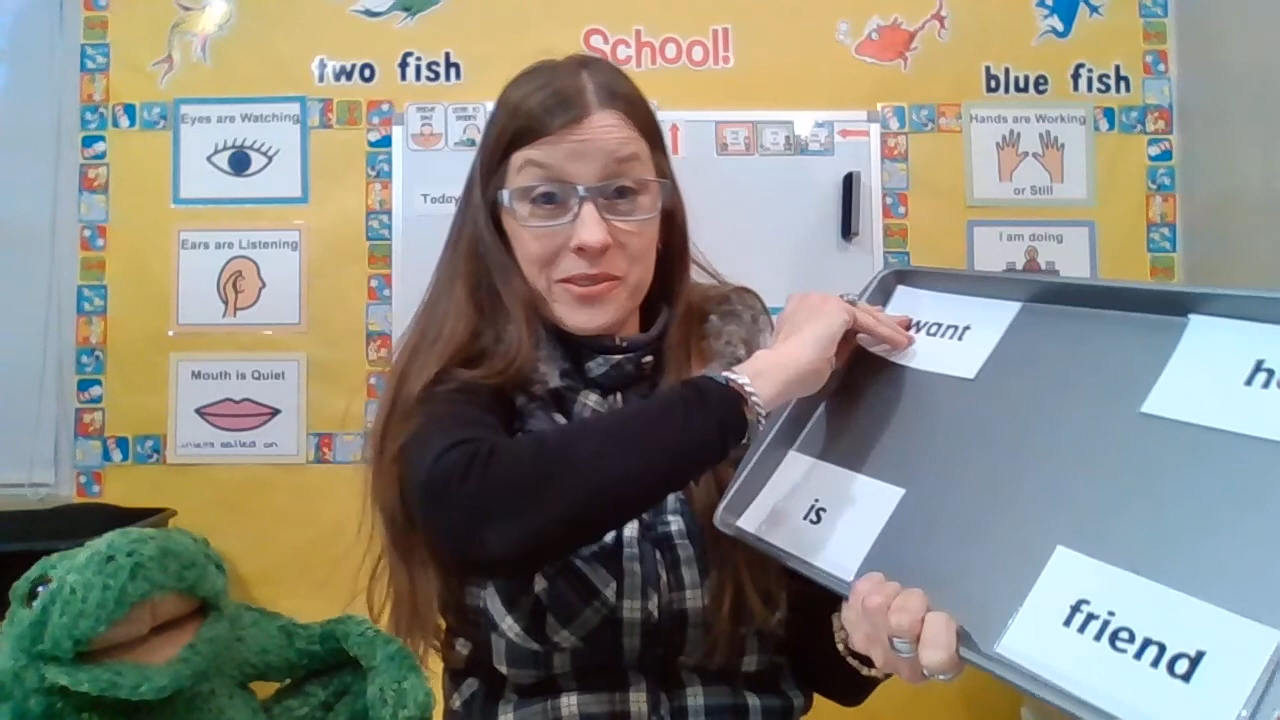 School!
two fish
blue fish
Eyes are Watching
Ears are Listening
Mouth is Quiet
unless called on
Today
Hands are Working
or Still
I am doing
want
is
friend